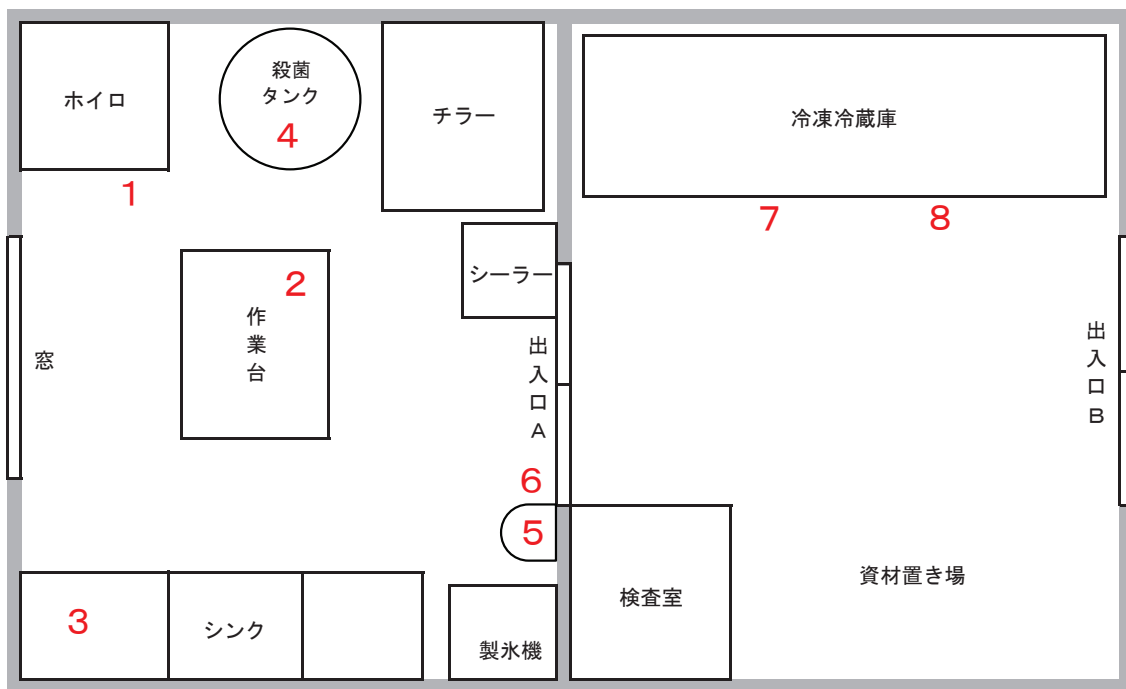 ホイロ
殺菌
タンク
4
チラー
冷凍冷蔵庫
1
7
8
シーラー
2
作業台
窓
出入口A
出入口B
6
5
3
シンク
製氷機
検査室
資材置き場